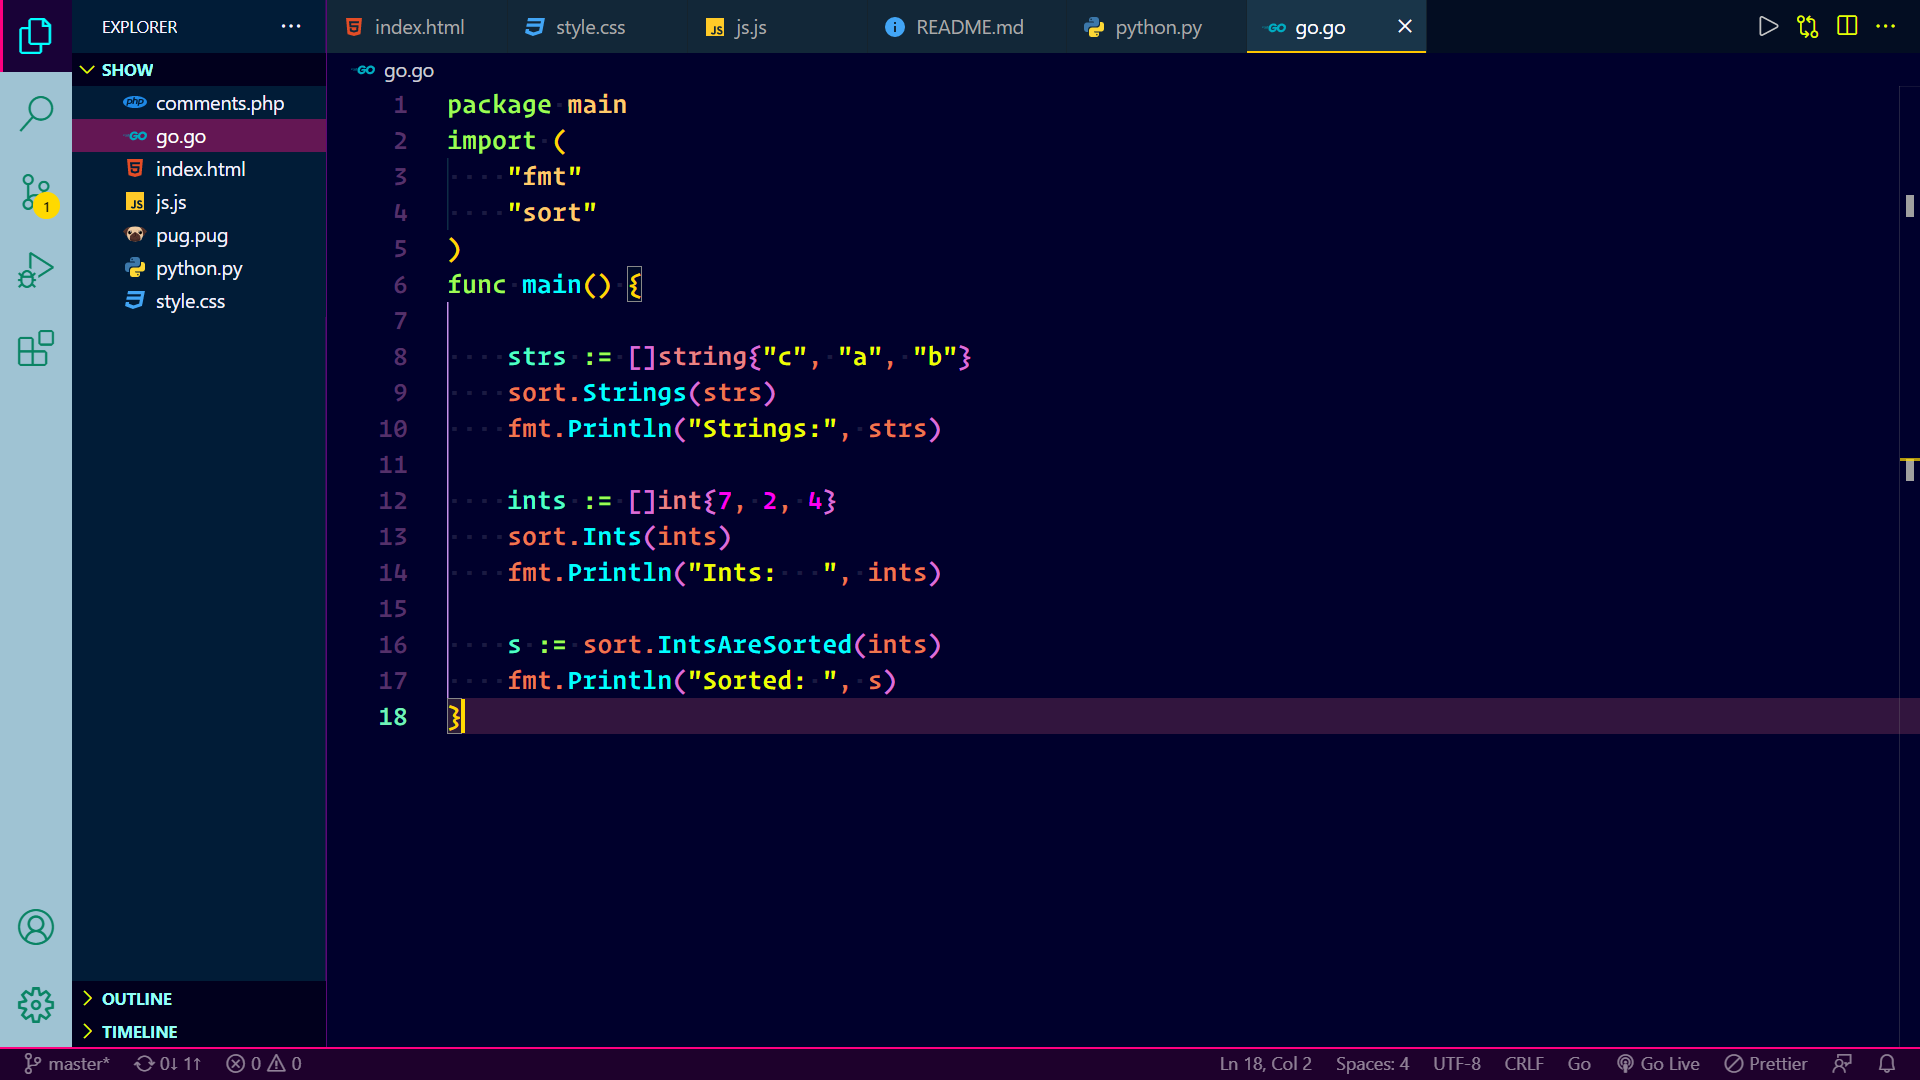 EXPLORER
SHOW
comments.php
go.go
index.html
js.js
pug.pug
python.py
style.css
OUTLINE
TIMELINE
index.html style.css js.js README.md python.py go.go
go.go
1 package main
2 import (
3     "fmt"
4     "sort"
5 )
6 func main() {
7
8     strs := []string{"c", "a", "b"}
9     sort.Strings(strs)
10     fmt.Println("Strings:", strs)
11
12     ints := []int{7, 2, 4}
13     sort.Ints(ints)
14     fmt.Println("Ints:   ", ints)
15
16     s := sort.IntsAreSorted(ints)
17     fmt.Println("Sorted: ", s)
18 }
1
master* 0↓ 1↑ 0 0 Ln 18, Col 2 Spaces: 4 UTF-8 CRLF Go Go Live Prettier